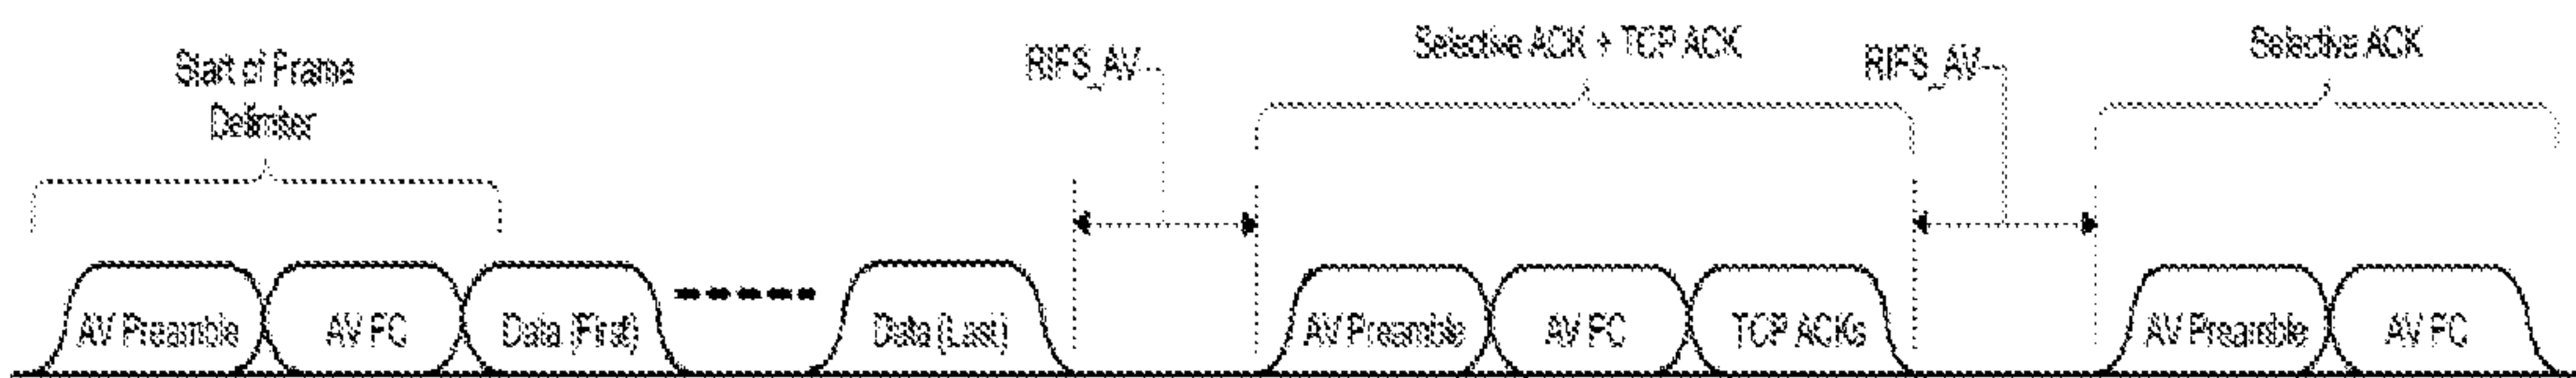 Start of Frame
Delimiter
RIFS_AV
Selective ACK + TCP ACK
RIFS_AV
Selective ACK
AV Preamble
AV FC
Data (First)
Data (Last)
AV Preamble
AV FC
TCP ACKs
AV Preamble
AV FC